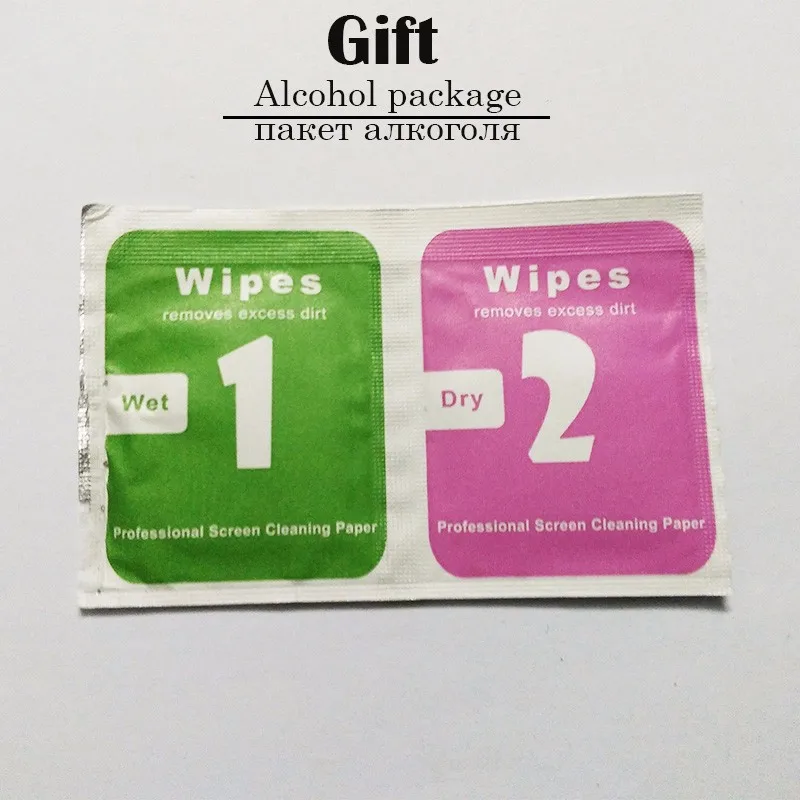 Gift
Alcohol package
пакет алкоголя
Wipes
removes excess dirt
Wet
1
Professional Screen Cleaning Paper
Wipes
removes excess dirt
Dry
2
Professional Screen Cleaning Paper